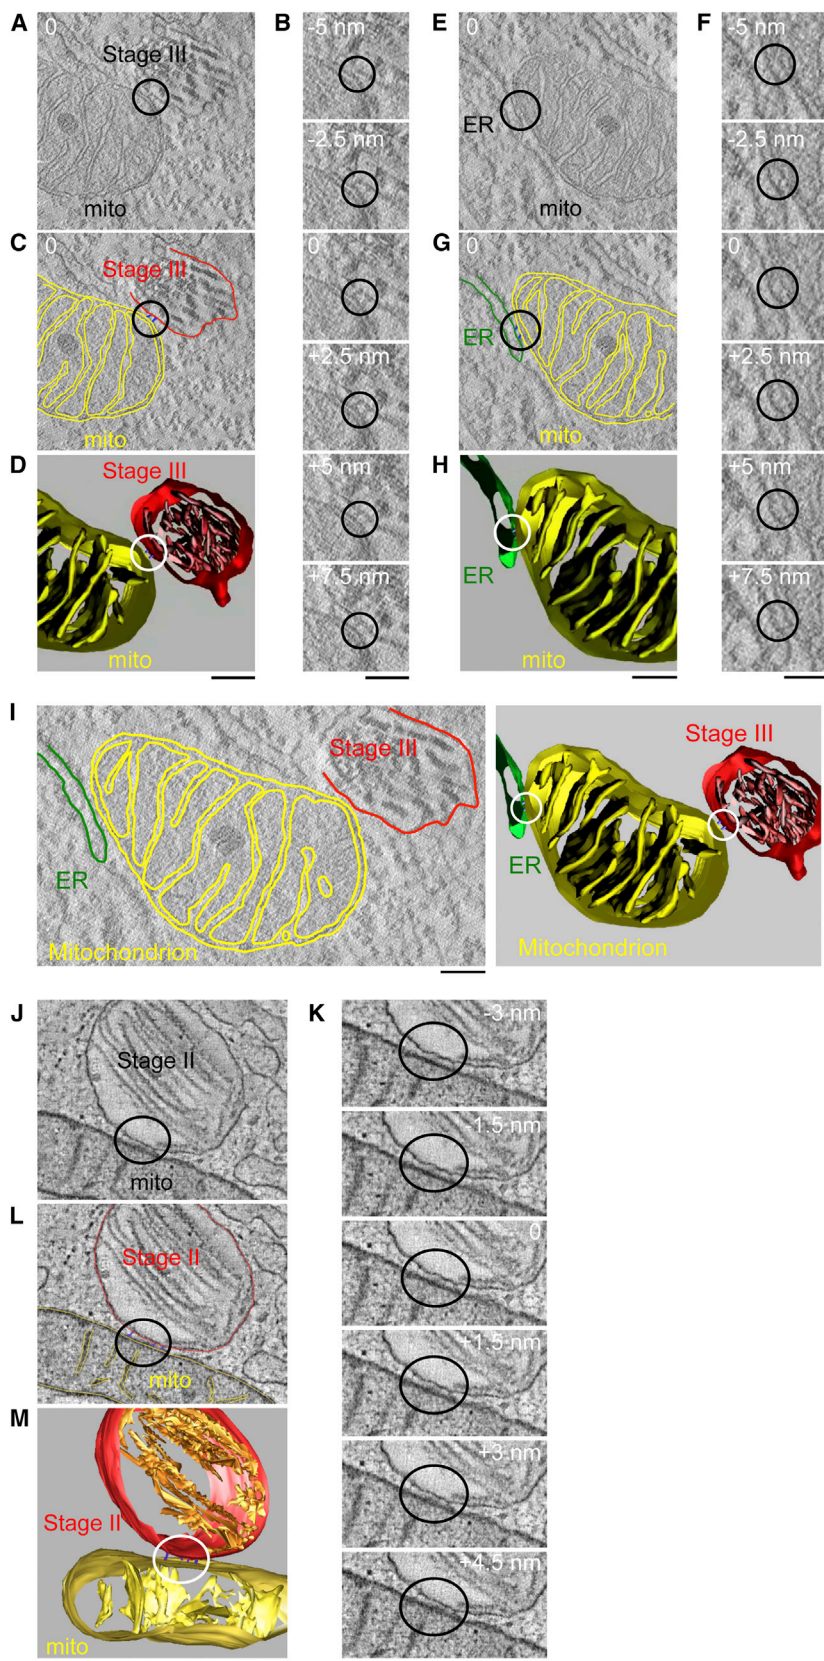 A
0
Stage III
mito
B
-5 nm
-2.5 nm
0
+2.5 nm
+5 nm
+7.5 nm
C
0
Stage III
mito
D
Stage III
mito
E
0
ER
mito
F
-5 nm
-2.5 nm
0
+2.5 nm
+5 nm
+7.5 nm
G
0
ER
mito
H
ER
mito
I
Stage III
ER
Mitochondrion
Stage III
ER
Mitochondrion
J
Stage II
mito
K
-3 nm
-1.5 nm
0
+1.5 nm
+3 nm
+4.5 nm
L
Stage II
mito
M
Stage II
mito